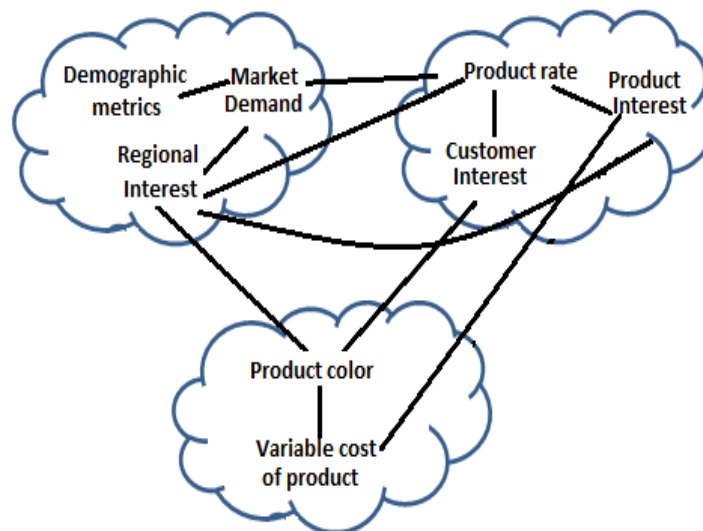 Demographic
metrics
Market
Demand
Regional
Interest
Product rate
Product
Interest
Customer
Interest
Product color
Variable cost
of product